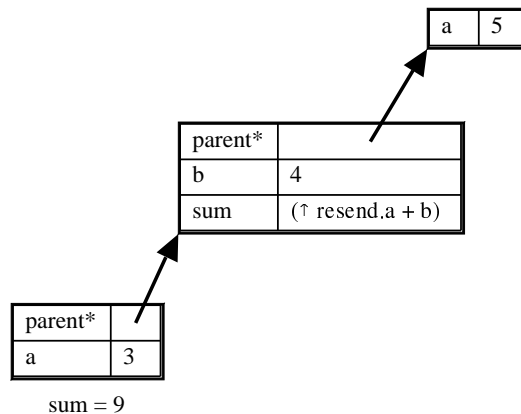 a 5
parent*
b 4
sum (↑ resend.a + b)
parent*
a 3
sum = 9